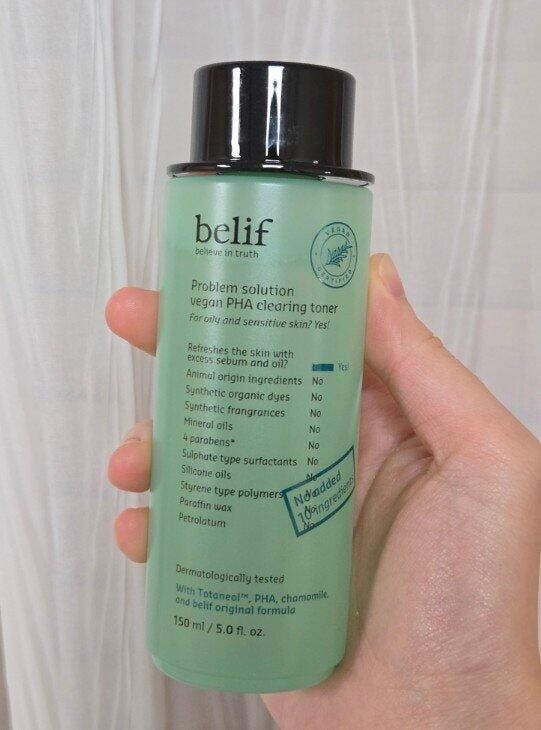 belif
believe in truth
VEGAN
CERTIFIED
Problem solution
vegan PHA clearing toner
For oily and sensitive skin? Yes!
Refreshes the skin with
excess sebum and oil? Yes!
Animal origin ingredients No
Synthetic organic dyes No
Synthetic frangrances No
Mineral oils No
4 parabens* No
Sulphate type surfactants No
Silicone oils No
Styrene type polymers No
Paraffin wax No
Petrolatum No
No added
10 ingredients
Dermatologically tested
With Totaneol™, PHA, chamomile,
and belif original formula
150 ml / 5.0 fl. oz.